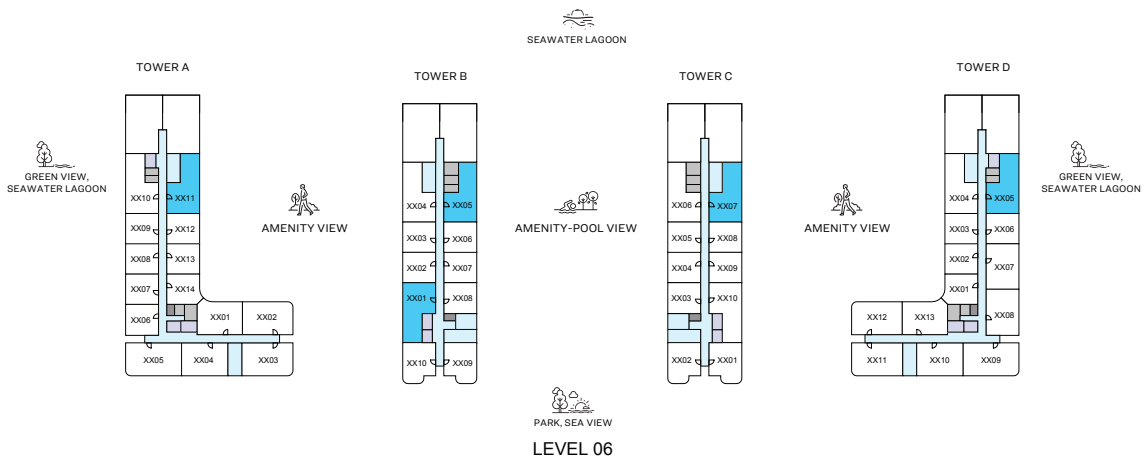 SEAWATER LAGOON
TOWER A
TOWER B
TOWER C
TOWER D
GREEN VIEW,
SEAWATER LAGOON
AMENITY VIEW
AMENITY-POOL VIEW
AMENITY VIEW
GREEN VIEW,
SEAWATER LAGOON
XX10 XX11
XX09 XX12
XX08 XX13
XX07 XX14
XX06 XX01 XX02
XX05 XX04 XX03
XX04 XX05
XX03 XX06
XX02 XX07
XX01 XX08
XX10 XX09
XX06 XX07
XX05 XX08
XX04 XX09
XX03 XX10
XX02 XX01
XX04 XX05
XX03 XX06
XX02 XX07
XX01
XX12 XX13 XX08
XX11 XX10 XX09
PARK, SEA VIEW
LEVEL 06